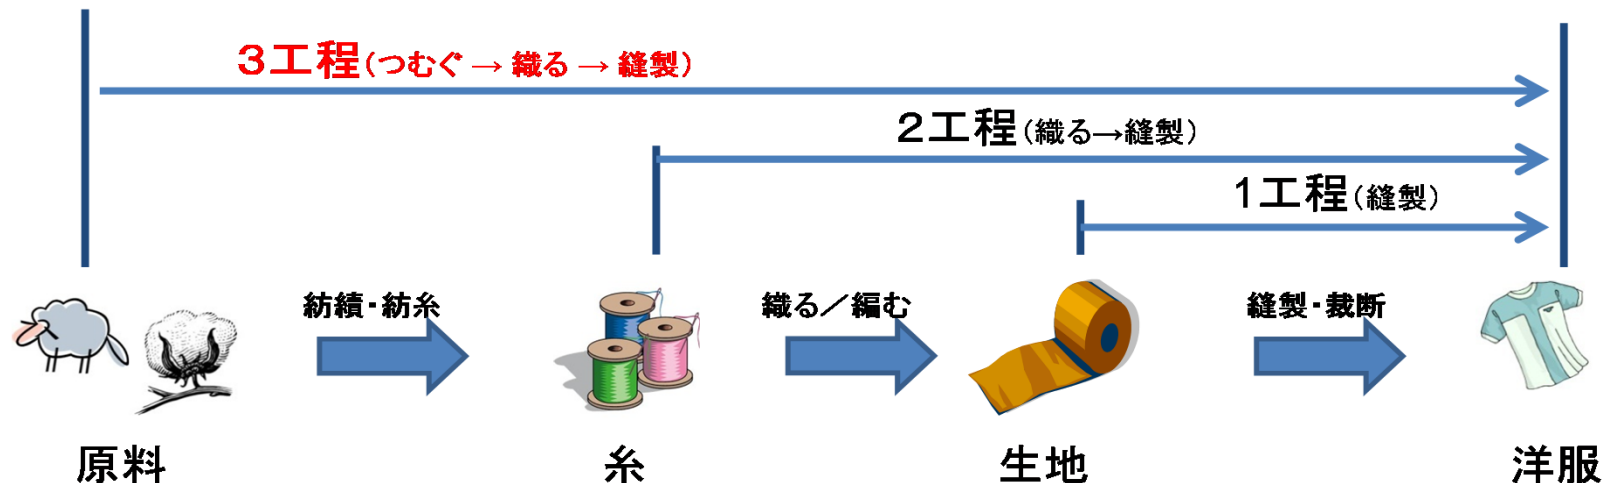 ３工程（つむぐ → 織る → 縫製）
２工程（織る→縫製）
1工程（縫製）
紡績・紡糸
織る／編む
縫製・裁断
原料
糸
生地
洋服